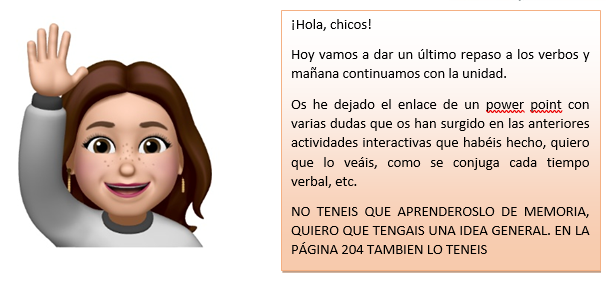 ¡Hola, chicos!
Hoy vamos a dar un último repaso a los verbos y
mañana continuamos con la unidad.
Os he dejado el enlace de un power point con
varias dudas que os han surgido en las anteriores
actividades interactivas que habéis hecho, quiero
que lo veáis, como se conjuga cada tiempo
verbal, etc.
NO TENEIS QUE APRENDEROSLO DE MEMORIA,
QUIERO QUE TENGAIS UNA IDEA GENERAL. EN LA
PÁGINA 204 TAMBIEN LO TENEIS